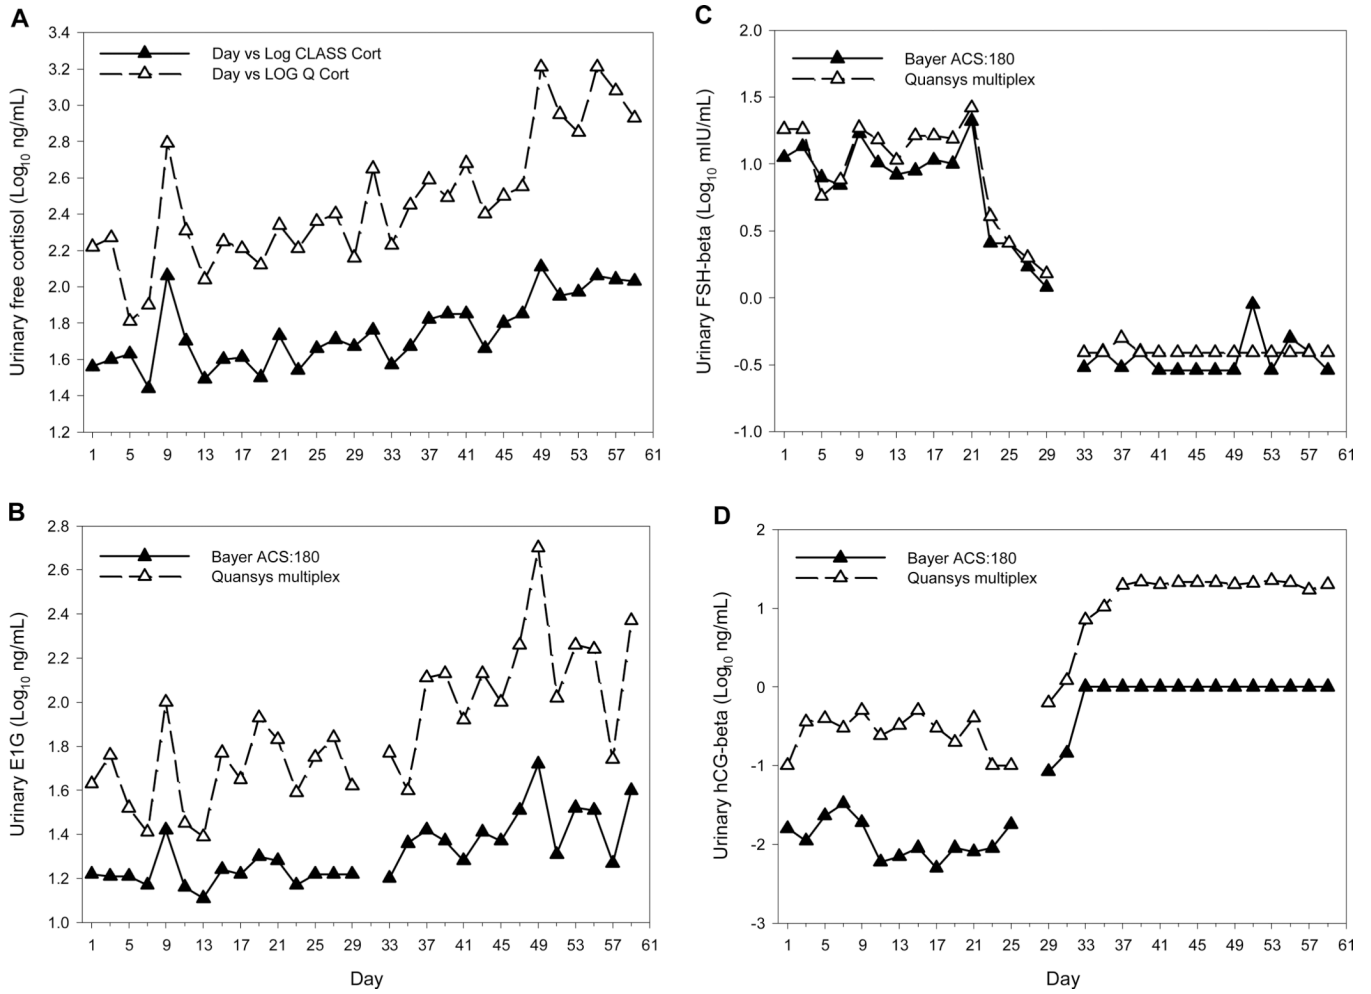 A
Urinary free cortisol (Log10 ng/mL)
3.4
3.2
3.0
2.8
2.6
2.4
2.2
2.0
1.8
1.6
1.4
1.2
Day vs Log CLASS Cort
Day vs LOG Q Cort
1 5 9 13 17 21 25 29 33 37 41 45 49 53 57 61
B
Urinary E1G (Log10 ng/mL)
2.8
2.6
2.4
2.2
2.0
1.8
1.6
1.4
1.2
1.0
Bayer ACS:180
Quansys multiplex
1 5 9 13 17 21 25 29 33 37 41 45 49 53 57 61
Day
C
Urinary FSH-beta (Log10 mIU/mL)
2.0
1.5
1.0
0.5
0.0
-0.5
-1.0
Bayer ACS:180
Quansys multiplex
1 5 9 13 17 21 25 29 33 37 41 45 49 53 57 61
D
Urinary hCG-beta (Log10 ng/mL)
2
1
0
-1
-2
-3
Bayer ACS:180
Quansys multiplex
1 5 9 13 17 21 25 29 33 37 41 45 49 53 57 61
Day